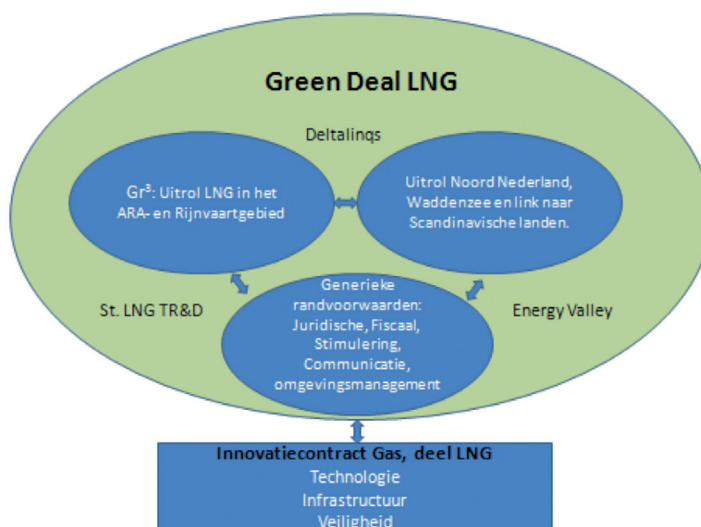 Green Deal LNG
Deltalinqs
Gr³: Uitrol LNG in het
ARA- en Rijnvaartgebied
Uitrol Noord Nederland,
Waddenzee en link naar
Scandinavische landen.
St. LNG TR&D
Generieke
randvoorwaarden:
Juridische, Fiscaal,
Stimulering,
Communicatie,
omgevingsmanagement
Energy Valley
Innovatiecontract Gas, deel LNG
Technologie
Infrastructuur
Veiligheid